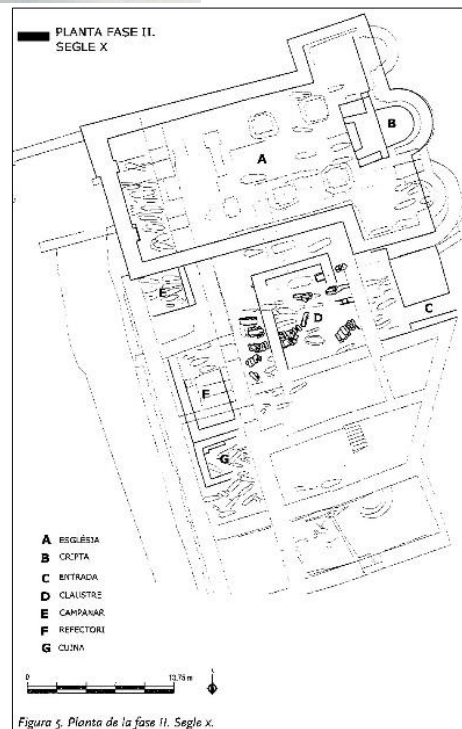 PLANTA FASE II.
SEGLE X
A
B
C
D
E
F
G
A ESGLÉSIA
B CRIPTA
C ENTRADA
D CLAUSTRE
E CAMPANAR
F REFECTORI
G CUINA
0 13,75 m
Figura 5. Planta de la fase II. Segle X.